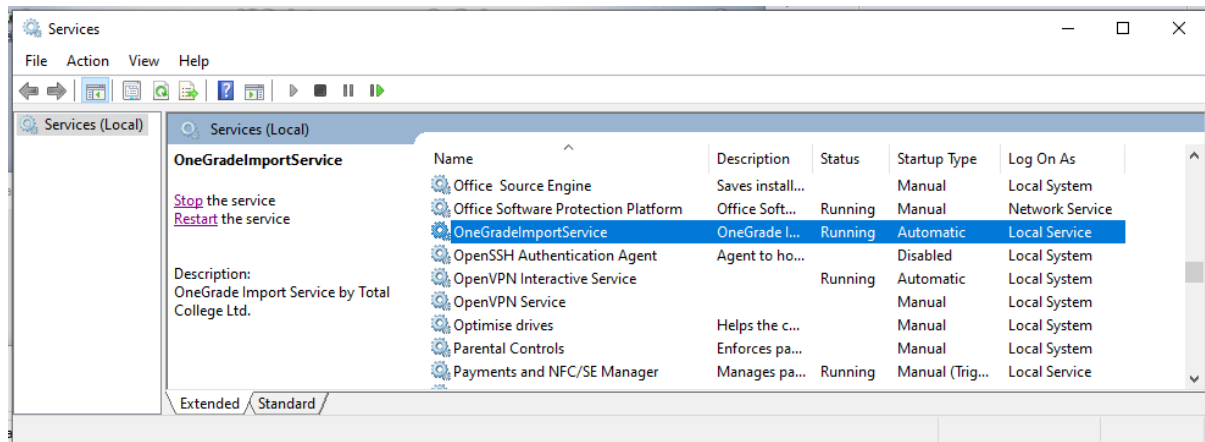 Services
File Action View Help
Services (Local)
Services (Local)
OneGradeImportService
Stop the service
Restart the service
Description:
OneGrade Import Service by Total
College Ltd.
Name Description Status Startup Type Log On As
Office Source Engine Saves install... Manual Local System
Office Software Protection Platform Office Soft... Running Manual Network Service
OneGradeImportService OneGrade I... Running Automatic Local Service
OpenSSH Authentication Agent Agent to ho... Disabled Local System
OpenVPN Interactive Service Running Automatic Local System
OpenVPN Service Manual Local System
Optimise drives Helps the c... Manual Local System
Parental Controls Enforces pa... Manual Local System
Payments and NFC/SE Manager Manages pa... Running Manual (Trig... Local Service
Extended Standard